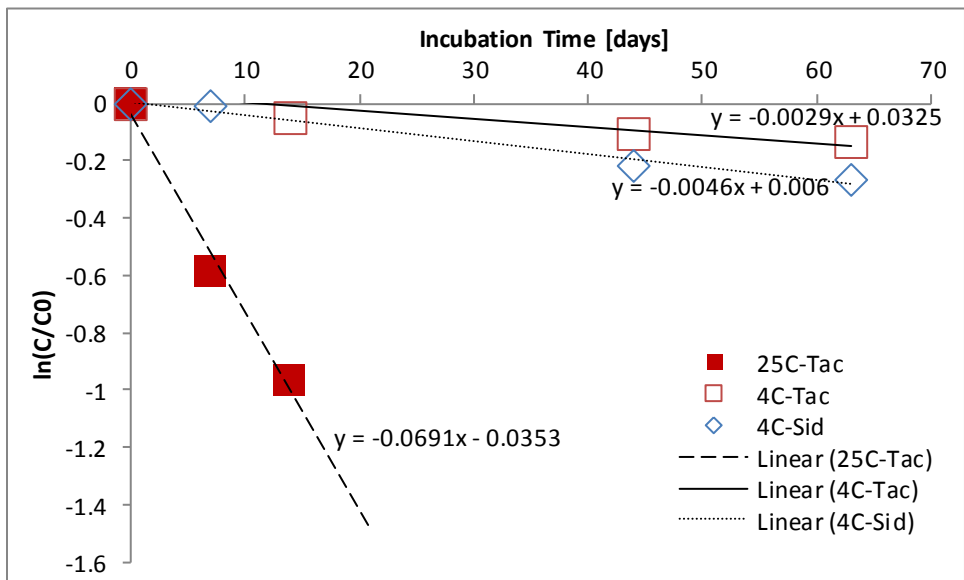 Incubation Time [days]
0 10 20 30 40 50 60 70
0
-0.2
-0.4
-0.6
-0.8
-1
-1.2
-1.4
-1.6
ln(C/C0)
y = -0.0029x + 0.0325
y = -0.0046x + 0.006
y = -0.0691x - 0.0353
25C-Tac
4C-Tac
4C-Sid
Linear (25C-Tac)
Linear (4C-Tac)
Linear (4C-Sid)